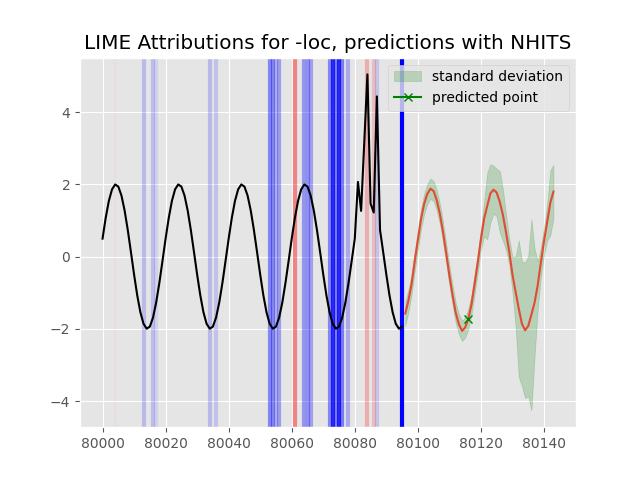 LIME Attributions for -loc, predictions with NHITS
standard deviation
predicted point
4
2
0
−2
−4
80000 80020 80040 80060 80080 80100 80120 80140